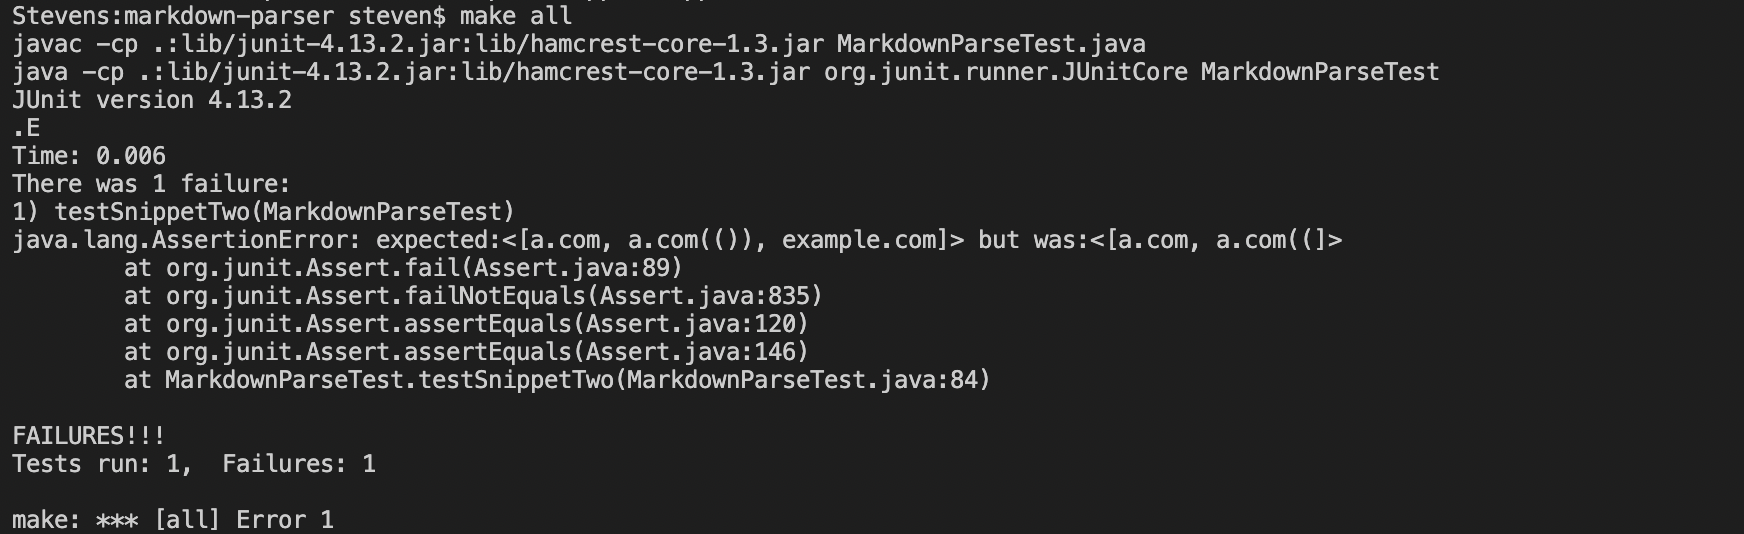 Stevens:markdown-parser steven$ make all
javac -cp .:lib/junit-4.13.2.jar:lib/hamcrest-core-1.3.jar MarkdownParseTest.java
java -cp .:lib/junit-4.13.2.jar:lib/hamcrest-core-1.3.jar org.junit.runner.JUnitCore MarkdownParseTest
JUnit version 4.13.2
.E
Time: 0.006
There was 1 failure:
1) testSnippetTwo(MarkdownParseTest)
java.lang.AssertionError: expected:<[a.com, a.com(()), example.com]> but was:<[a.com, a.com((]>
        at org.junit.Assert.fail(Assert.java:89)
        at org.junit.Assert.failNotEquals(Assert.java:835)
        at org.junit.Assert.assertEquals(Assert.java:120)
        at org.junit.Assert.assertEquals(Assert.java:146)
        at MarkdownParseTest.testSnippetTwo(MarkdownParseTest.java:84)

FAILURES!!!
Tests run: 1,  Failures: 1

make: *** [all] Error 1